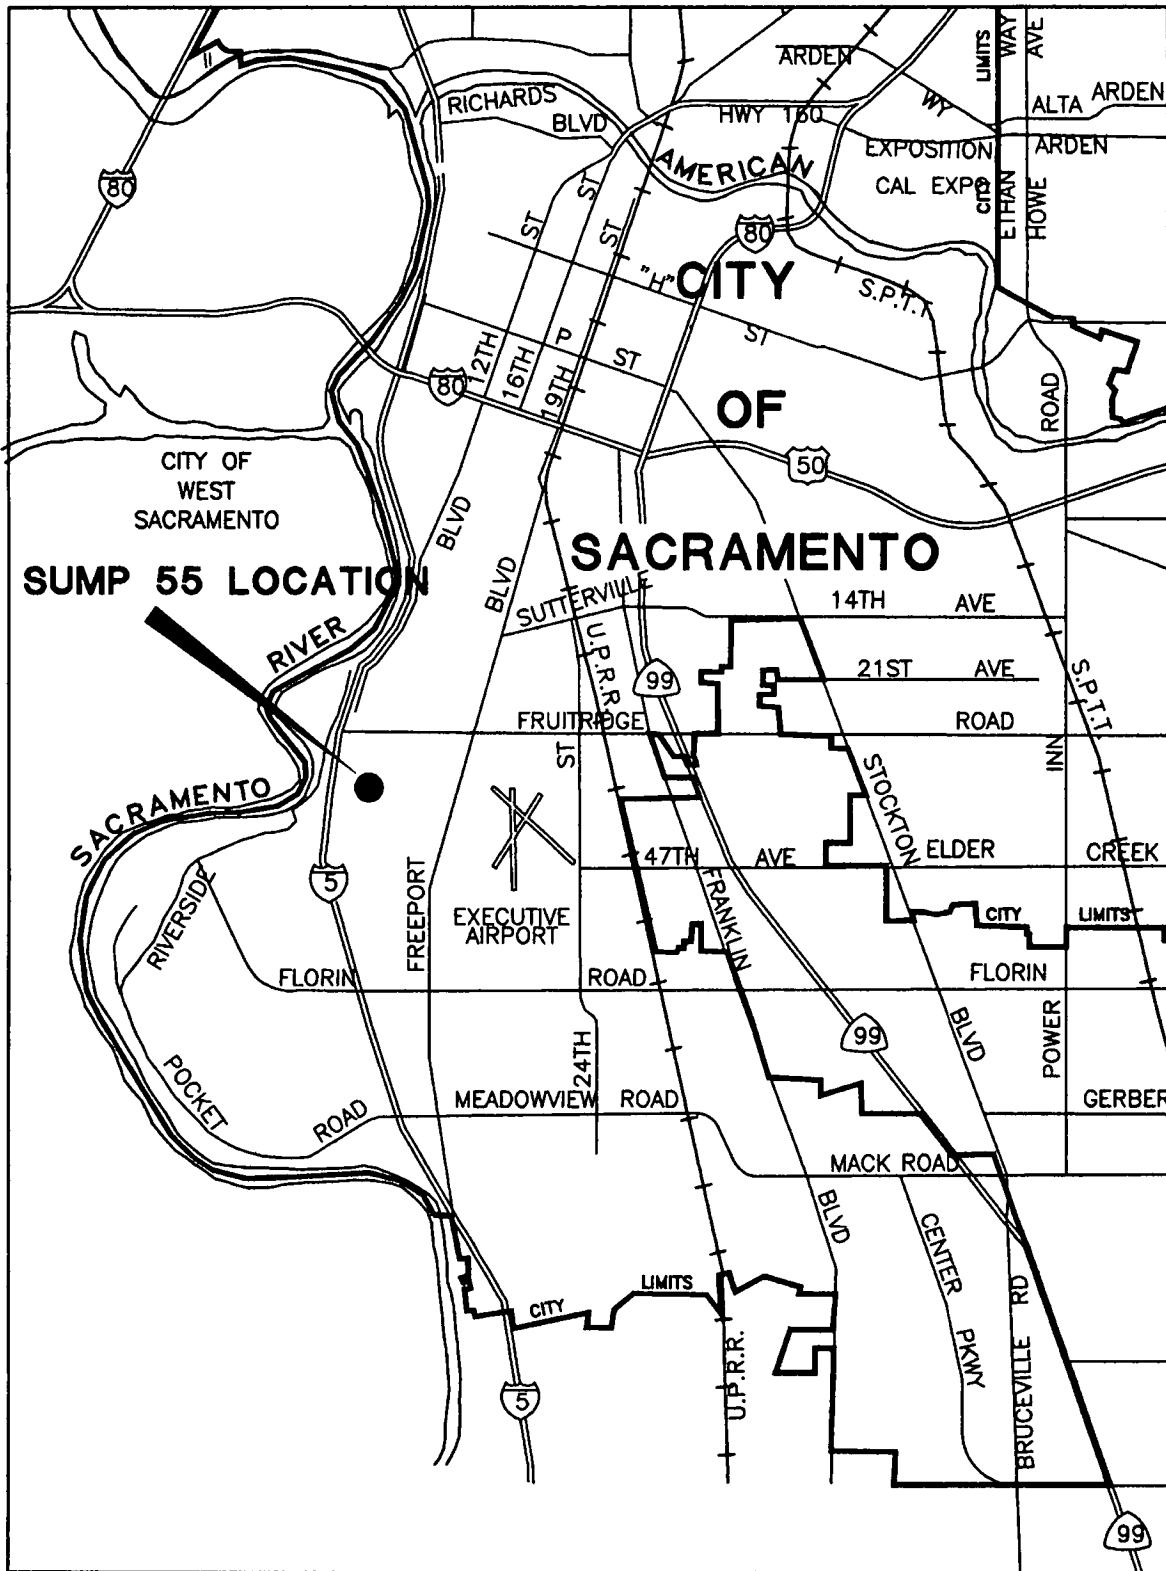 ARDEN
LIMITS
WAY
AVE
RICHARDS
BLVD
HWY 160
WY
ALTA
ARDEN
EXPOSITION
ARDEN
AMERICAN
CAL EXPO
CITY
ETHAN
HOWE
80
ST
ST
ST
80
"H"
CITY
S.P.T.T
ST
P
ST
12TH
16TH
19TH
80
OF
ROAD
50
CITY OF
WEST
SACRAMENTO
BLVD
SACRAMENTO
SUMP 55 LOCATION
BLVD
SUTTERVILLE
14TH
AVE
RIVER
U.P.R.R.
99
21ST
AVE
S.P.T.T.
FRUITRIDGE
ROAD
ST
INN
STOCKTON
SACRAMENTO
47TH
AVE
ELDER
CREEK
5
RIVERSIDE
FREEPORT
EXECUTIVE
AIRPORT
FRANKLIN
CITY
LIMITS
FLORIN
ROAD
FLORIN
BLVD
POWER
99
24TH
POCKET
ROAD
MEADOWVIEW
ROAD
GERBER
MACK ROAD
BLVD
CENTER
PKWY
LIMITS
CITY
RD
BRUCEVILLE
U.P.R.R.
5
99